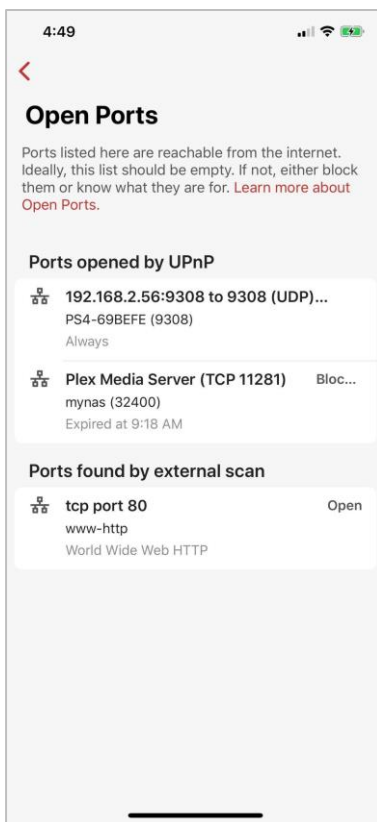 4:49
Open Ports
Ports listed here are reachable from the internet.
Ideally, this list should be empty. If not, either block
them or know what they are for. Learn more about
Open Ports.
Ports opened by UPnP
192.168.2.56:9308 to 9308 (UDP)...
PS4-69BEFE (9308)
Always
Plex Media Server (TCP 11281) Bloc...
mynas (32400)
Expired at 9:18 AM
Ports found by external scan
tcp port 80 Open
www-http
World Wide Web HTTP